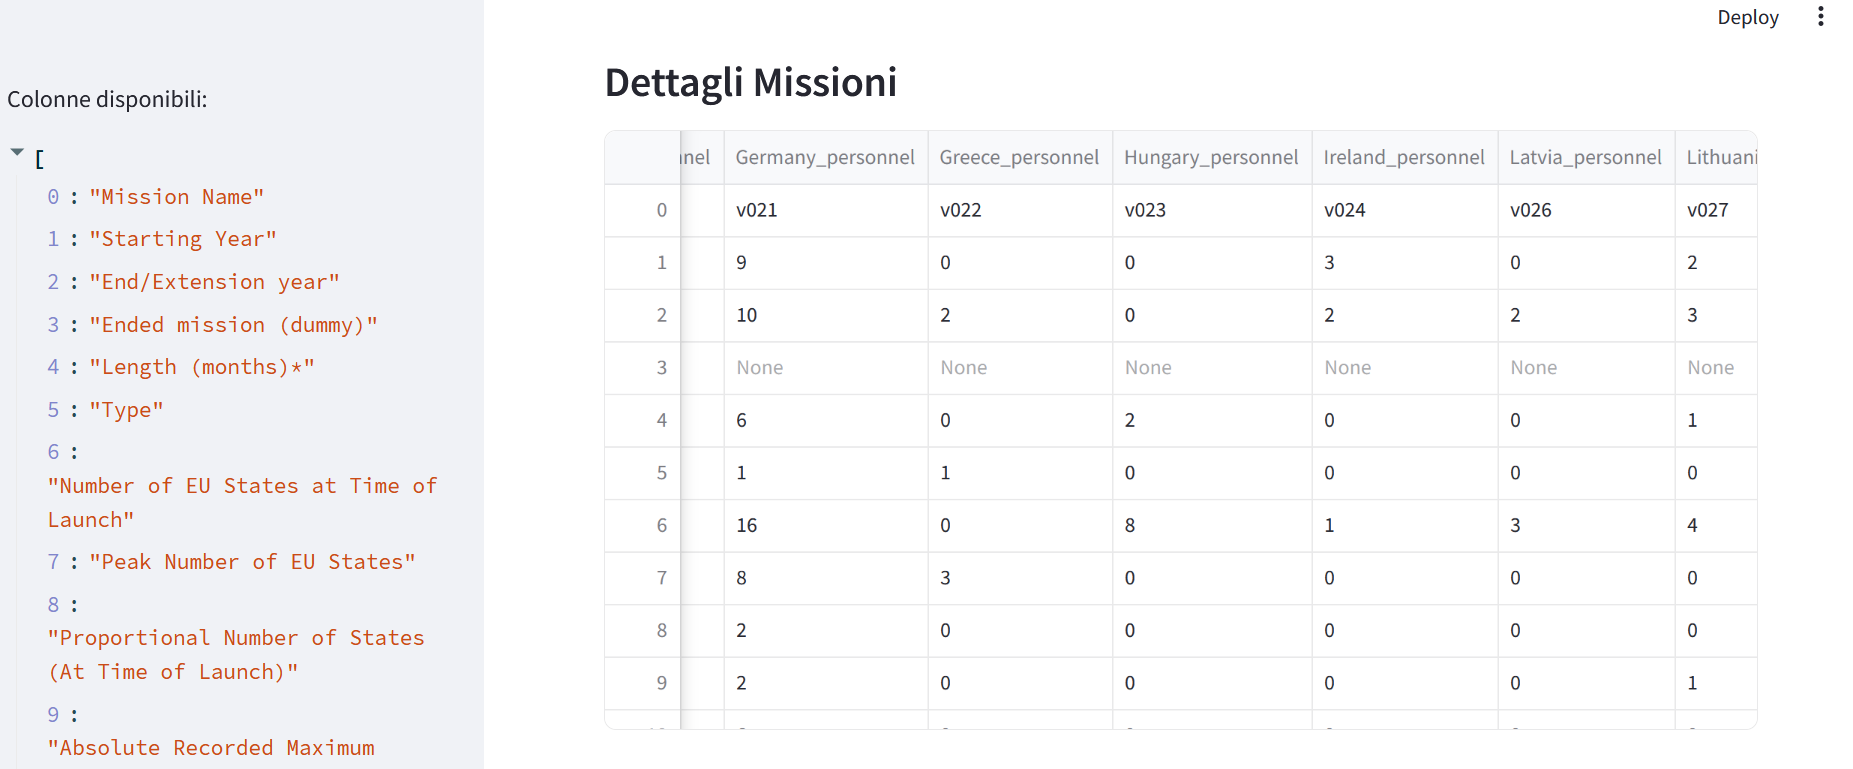 Deploy
Colonne disponibili:
[
0 : "Mission Name"
1 : "Starting Year"
2 : "End/Extension year"
3 : "Ended mission (dummy)"
4 : "Length (months)*"
5 : "Type"
6 :
"Number of EU States at Time of
Launch"
7 : "Peak Number of EU States"
8 :
"Proportional Number of States
(At Time of Launch)"
9 :
"Absolute Recorded Maximum
Dettagli Missioni
Germany_personnel Greece_personnel Hungary_personnel Ireland_personnel Latvia_personnel Lithuani
0 v021 v022 v023 v024 v026 v027
1 9 0 0 3 0 2
2 10 2 0 2 2 3
3 None None None None None None
4 6 0 2 0 0 1
5 1 1 0 0 0 0
6 16 0 8 1 3 4
7 8 3 0 0 0 0
8 2 0 0 0 0 0
9 2 0 0 0 0 1